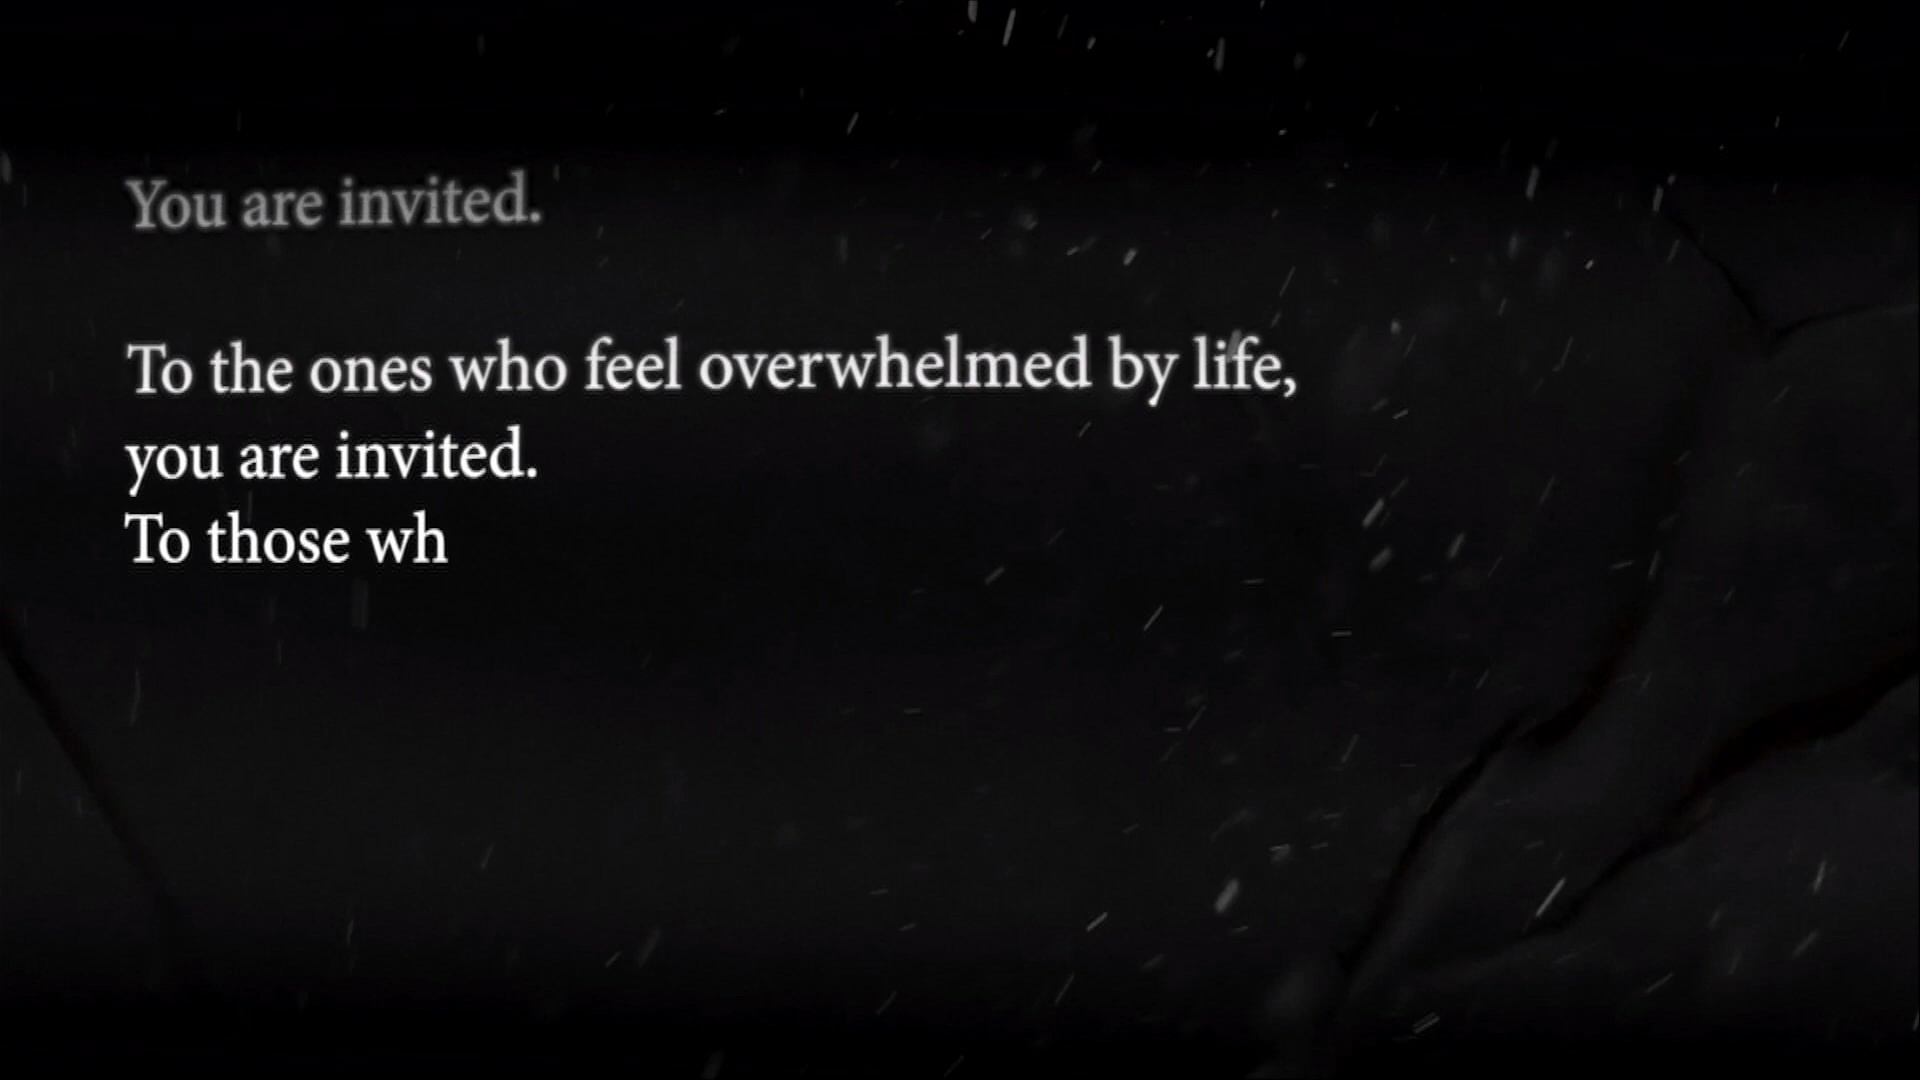 You are invited.
To the ones who feel overwhelmed by life,
you are invited.
To those wh